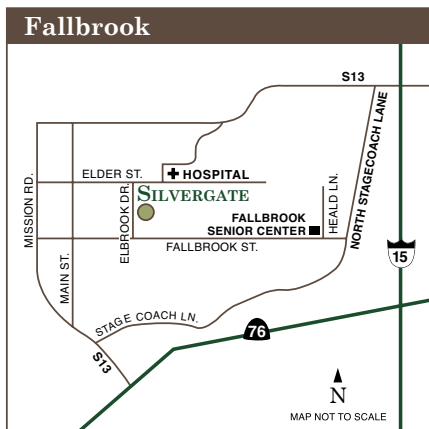 Fallbrook
S13
ELDER ST.
HOSPITAL
SILVERGATE
MISSION RD.
MAIN ST.
ELBROOK DR.
FALLBROOK
SENIOR CENTER
HEALD LN.
NORTH STAGECOACH LANE
FALLBROOK ST.
15
STAGE COACH LN.
76
S13
N
MAP NOT TO SCALE